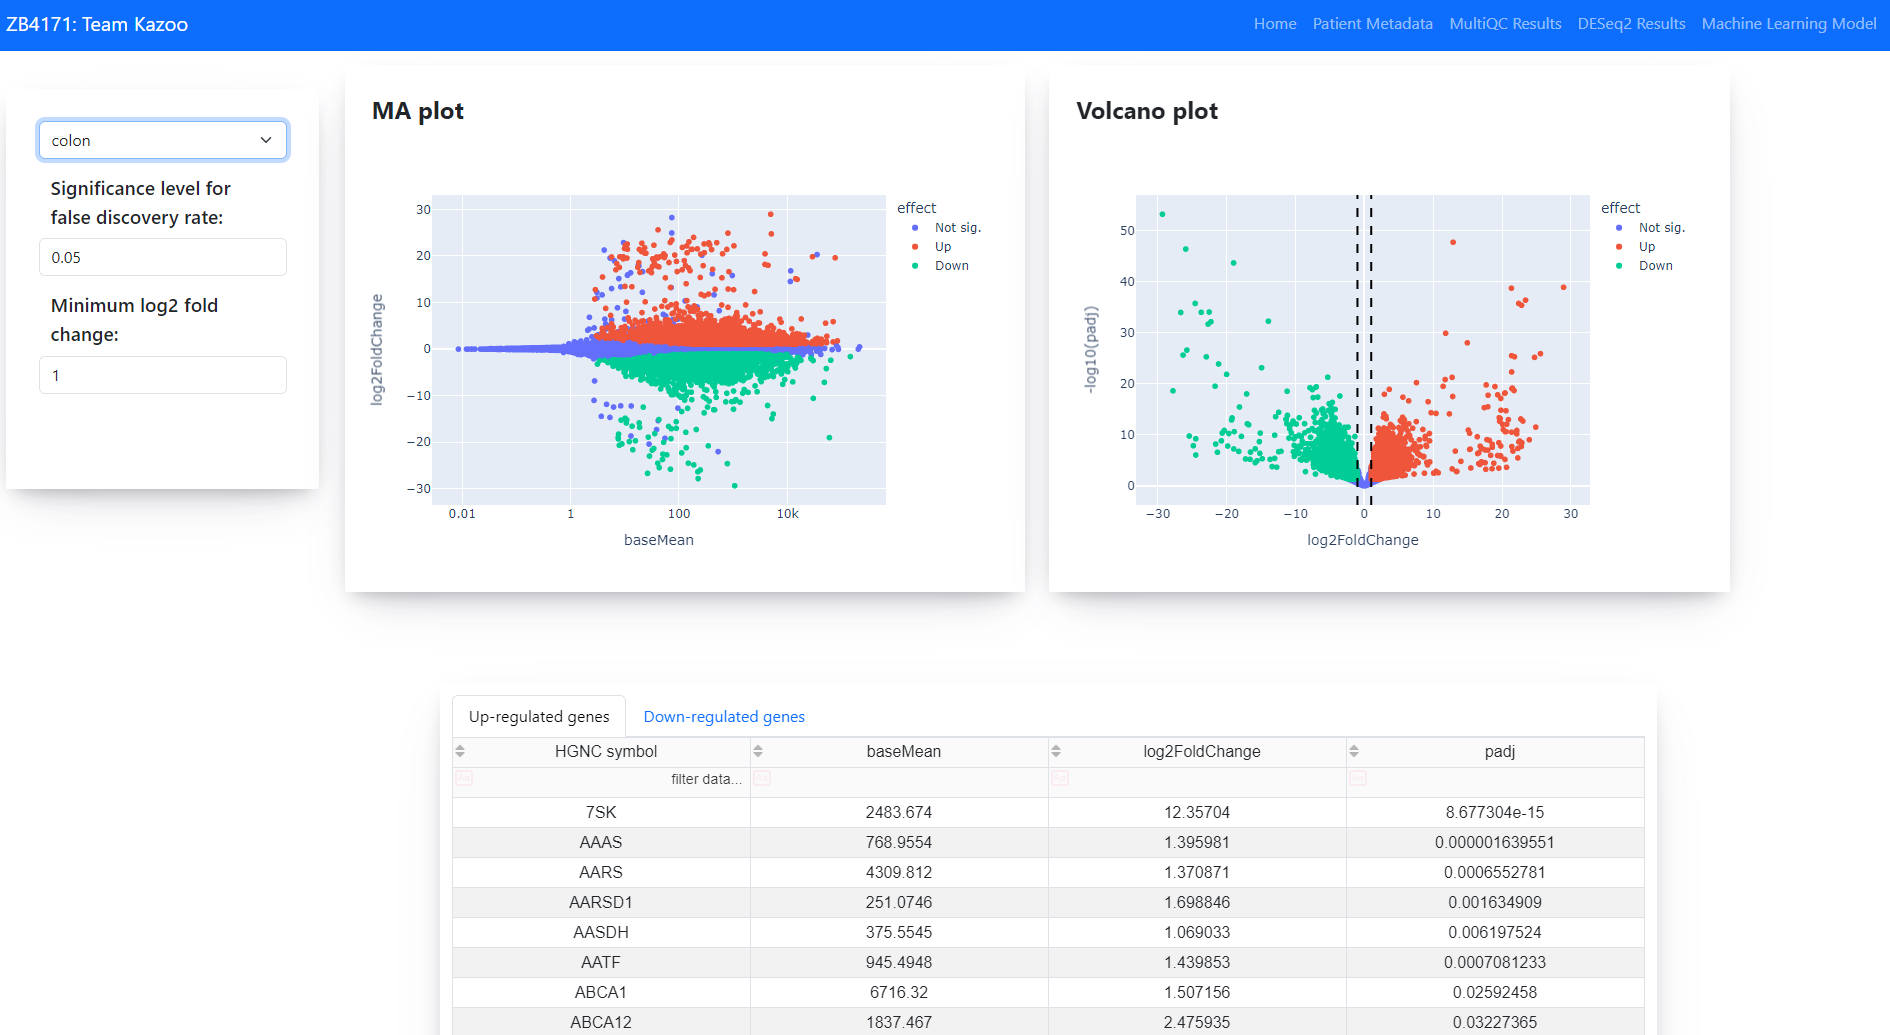 ZB4171: Team Kazoo
Home Patient Metadata MultiQC Results DESeq2 Results Machine Learning Model
colon
Significance level for
false discovery rate:
0.05
Minimum log2 fold
change:
1
MA plot
30
20
10
0
−10
−20
−30
log2FoldChange
0.01 1 100 10k
baseMean
effect
Not sig.
Up
Down
Volcano plot
50
40
30
20
10
0
-log10(padj)
−30 −20 −10 0 10 20 30
log2FoldChange
effect
Not sig.
Up
Down
Up-regulated genes Down-regulated genes
HGNC symbol baseMean log2FoldChange padj
Aa filter data... Aa Aa Aa
7SK 2483.674 12.35704 8.677304e-15
AAAS 768.9554 1.395981 0.000001639551
AARS 4309.812 1.370871 0.0006552781
AARSD1 251.0746 1.698846 0.001634909
AASDH 375.5545 1.069033 0.006197524
AATF 945.4948 1.439853 0.0007081233
ABCA1 6716.32 1.507156 0.02592458
ABCA12 1837.467 2.475935 0.03227365